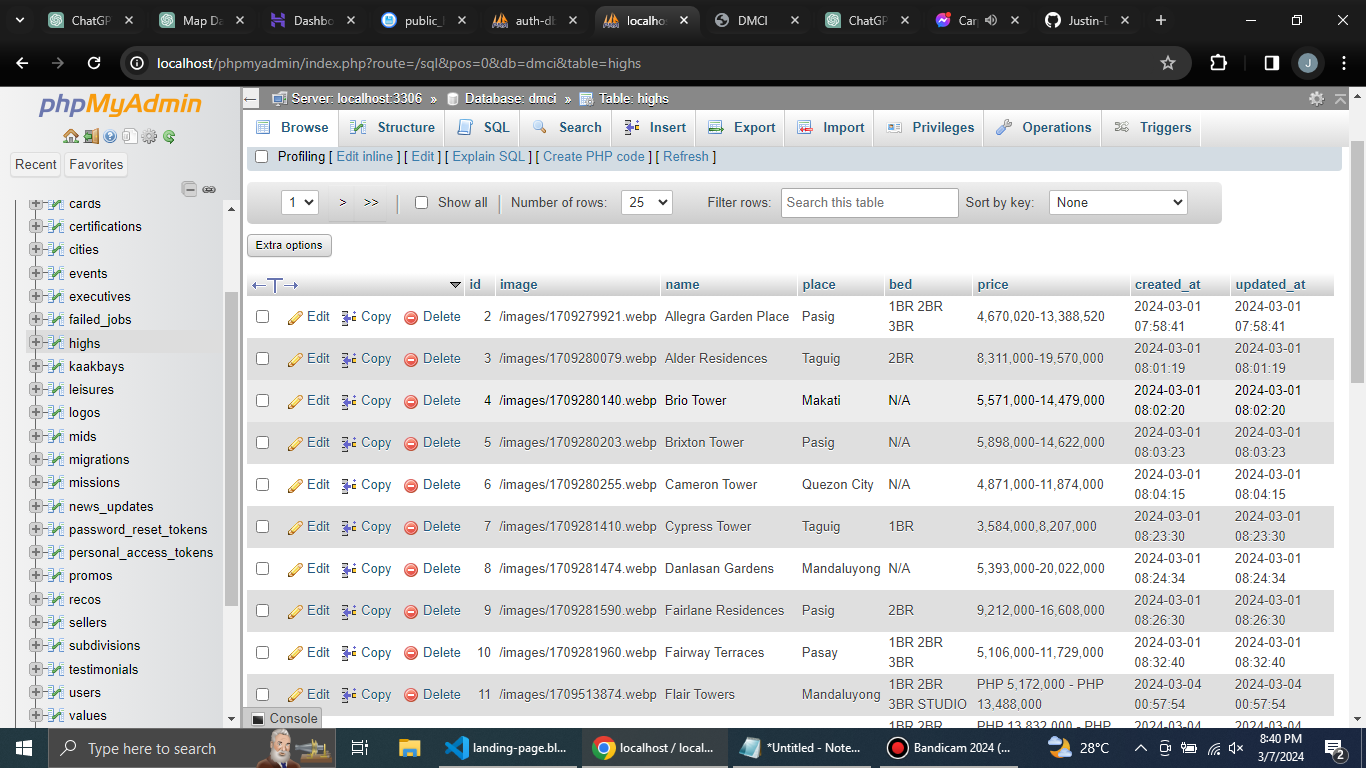 ChatGP
Map Da
Dashbo
public_l
auth-db
localho
DMCI
ChatGP
Can
Justin-D
localhost/phpmyadmin/index.php?route=/sql&pos=0&db=dmci&table=highs
J
phpMyAdmin
Recent
Favorites
cards
certifications
cities
events
executives
failed_jobs
highs
kaakbays
leisures
logos
mids
migrations
missions
news_updates
password_reset_tokens
personal_access_tokens
promos
recos
sellers
subdivisions
testimonials
users
values
Server: localhost:3306 » Database: dmci » Table: highs
Browse Structure SQL Search Insert Export Import Privileges Operations Triggers
Profiling [ Edit inline ] [ Edit ] [ Explain SQL ] [ Create PHP code ] [ Refresh ]
1 > >> Show all Number of rows: 25 Filter rows: Search this table Sort by key: None
Extra options
id image name place bed price created_at updated_at
Edit Copy Delete 2 /images/1709279921.webp Allegra Garden Place Pasig 1BR 2BR 3BR 4,670,020-13,388,520 2024-03-01 07:58:41 2024-03-01 07:58:41
Edit Copy Delete 3 /images/1709280079.webp Alder Residences Taguig 2BR 8,311,000-19,570,000 2024-03-01 08:01:19 2024-03-01 08:01:19
Edit Copy Delete 4 /images/1709280140.webp Brio Tower Makati N/A 5,571,000-14,479,000 2024-03-01 08:02:20 2024-03-01 08:02:20
Edit Copy Delete 5 /images/1709280203.webp Brixton Tower Pasig N/A 5,898,000-14,622,000 2024-03-01 08:03:23 2024-03-01 08:03:23
Edit Copy Delete 6 /images/1709280255.webp Cameron Tower Quezon City N/A 4,871,000-11,874,000 2024-03-01 08:04:15 2024-03-01 08:04:15
Edit Copy Delete 7 /images/1709281410.webp Cypress Tower Taguig 1BR 3,584,000,8,207,000 2024-03-01 08:23:30 2024-03-01 08:23:30
Edit Copy Delete 8 /images/1709281474.webp Danlasan Gardens Mandaluyong N/A 5,393,000-20,022,000 2024-03-01 08:24:34 2024-03-01 08:24:34
Edit Copy Delete 9 /images/1709281590.webp Fairlane Residences Pasig 2BR 9,212,000-16,608,000 2024-03-01 08:26:30 2024-03-01 08:26:30
Edit Copy Delete 10 /images/1709281960.webp Fairway Terraces Pasay 1BR 2BR 3BR 5,106,000-11,729,000 2024-03-01 08:32:40 2024-03-01 08:32:40
Edit Copy Delete 11 /images/1709513874.webp Flair Towers Mandaluyong 1BR 2BR 3BR STUDIO PHP 5,172,000 - PHP 13,488,000 2024-03-04 00:57:54 2024-03-04 00:57:54
1BR 2BR PHP 13,832,000 - PHP 2024-03-04 2024-03-04
Console
Type here to search
landing-page.bl...
localhost / local...
*Untitled - Note...
Bandicam 2024 (...
28°C
8:40 PM
3/7/2024
2